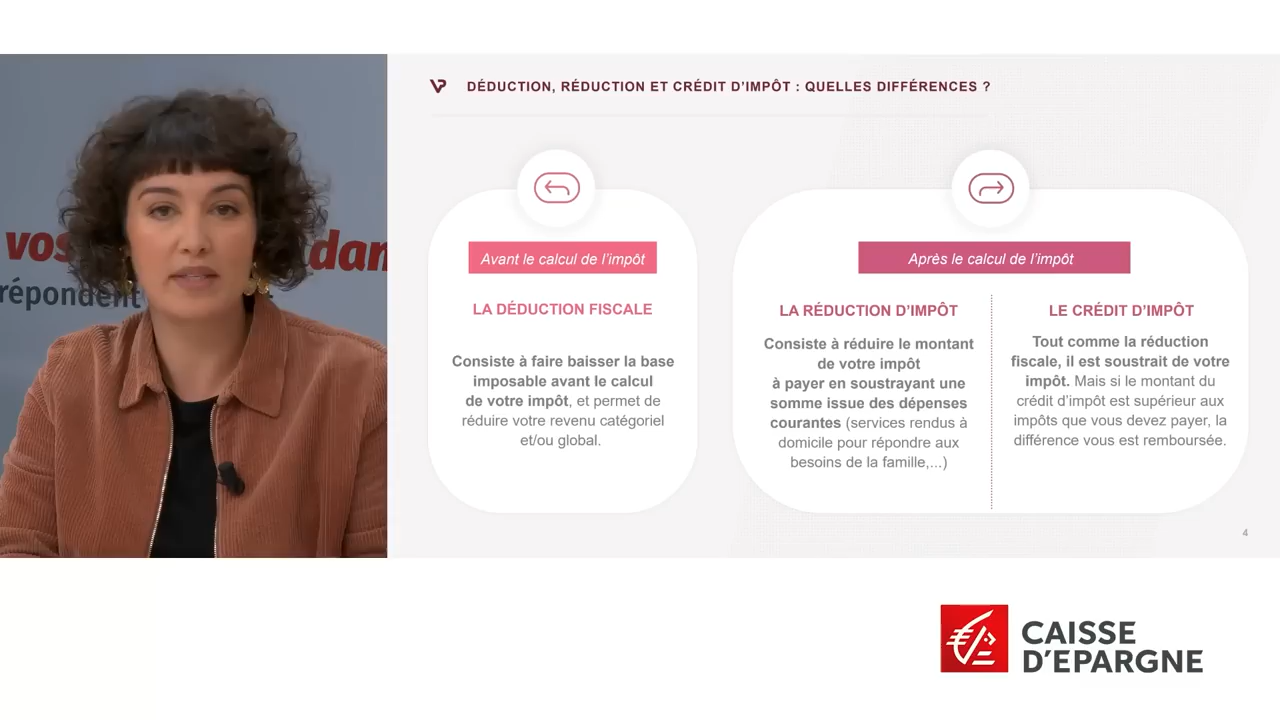 vos dan
répondent
DÉDUCTION, RÉDUCTION ET CRÉDIT D'IMPÔT : QUELLES DIFFÉRENCES ?
Avant le calcul de l'impôt
LA DÉDUCTION FISCALE
Consiste à faire baisser la base
imposable avant le calcul
de votre impôt, et permet de
réduire votre revenu catégoriel
et/ou global.
Après le calcul de l'impôt
LA RÉDUCTION D'IMPÔT
Consiste à réduire le montant
de votre impôt
à payer en soustrayant une
somme issue des dépenses
courantes (services rendus à
domicile pour répondre aux
besoins de la famille,...)
LE CRÉDIT D'IMPÔT
Tout comme la réduction
fiscale, il est soustrait de votre
impôt. Mais si le montant du
crédit d'impôt est supérieur aux
impôts que vous devez payer, la
différence vous est remboursée.
4
CAISSE
D'EPARGNE